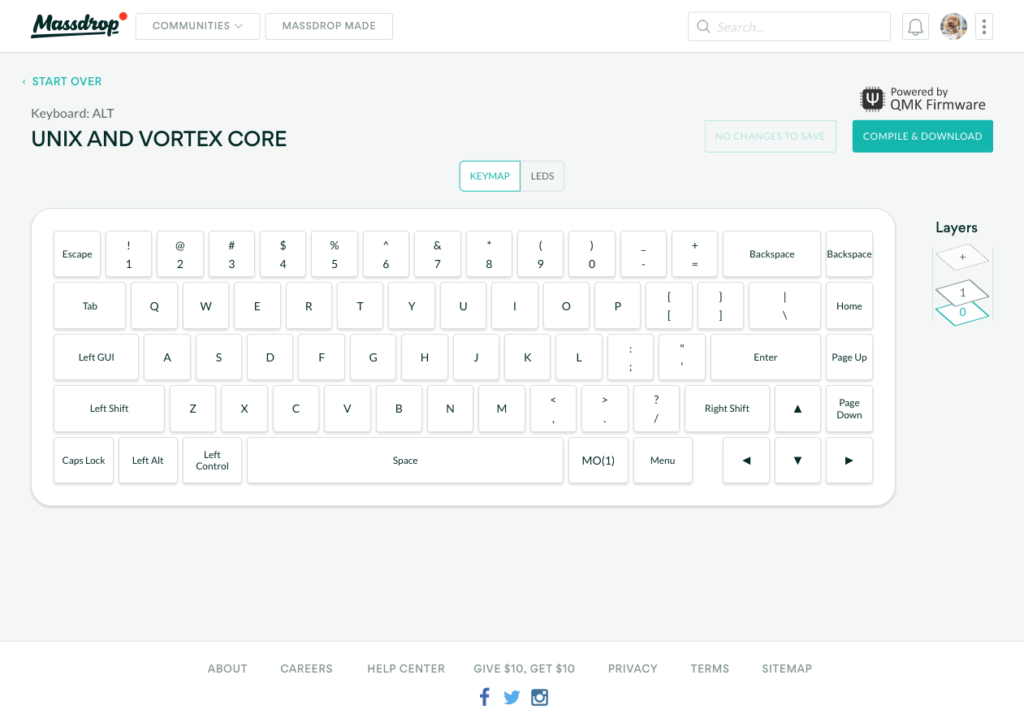 Massdrop
COMMUNITIES
MASSDROP MADE
Search...
‹ START OVER
Keyboard: ALT
UNIX AND VORTEX CORE
Powered by
QMK Firmware
NO CHANGES TO SAVE
COMPILE & DOWNLOAD
KEYMAP
LEDS
Layers
+
1
0
Escape
! 1
@ 2
# 3
$ 4
% 5
^ 6
& 7
* 8
( 9
) 0
_ -
+ =
Backspace
Backspace
Tab
Q
W
E
R
T
Y
U
I
O
P
{ [
} ]
| \
Home
Left GUI
A
S
D
F
G
H
J
K
L
: ;
" '
Enter
Page Up
Left Shift
Z
X
C
V
B
N
M
< ,
> .
? /
Right Shift
▲
Page
Down
Caps Lock
Left Alt
Left
Control
Space
MO(1)
Menu
◄
▼
►
ABOUT
CAREERS
HELP CENTER
GIVE $10, GET $10
PRIVACY
TERMS
SITEMAP